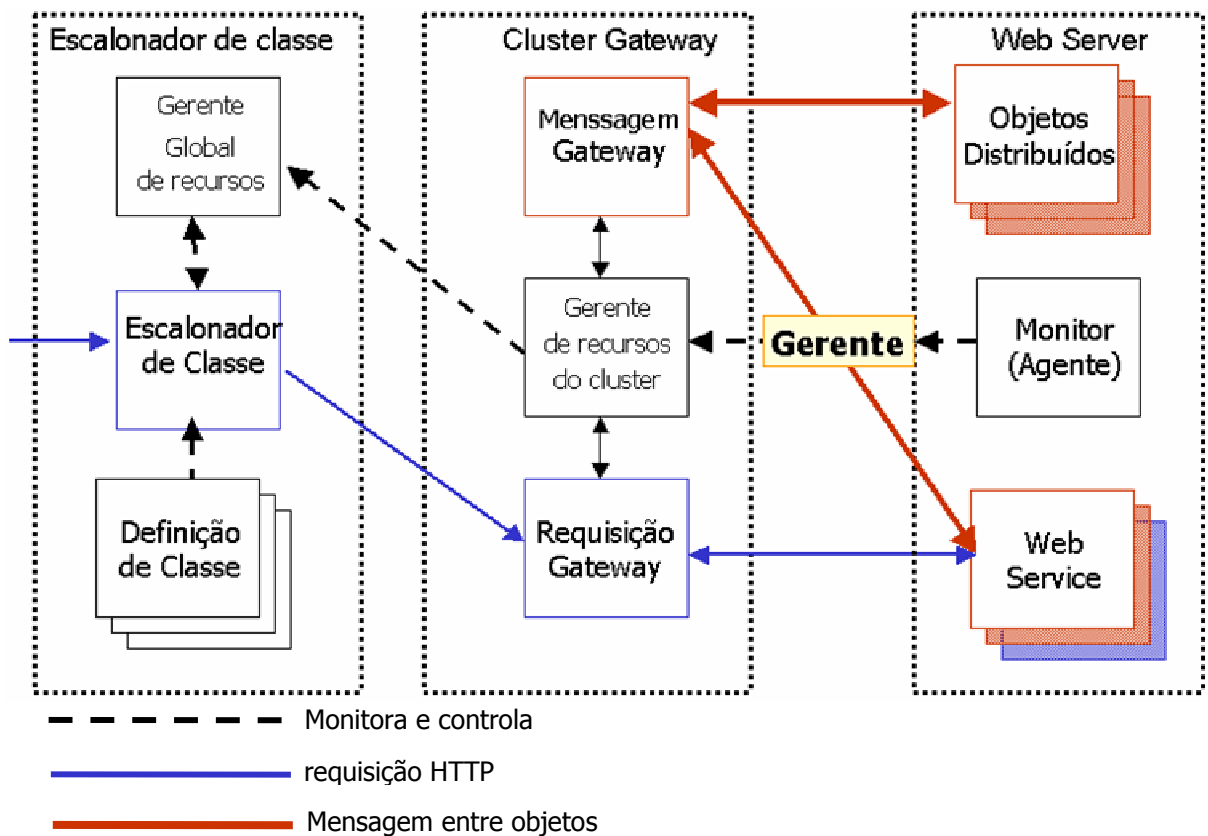 Escalonador de classe
Gerente
Global
de recursos
Escalonador
de Classe
Definição
de Classe
Cluster Gateway
Menssagem
Gateway
Gerente
de recursos
do cluster
Requisição
Gateway
Gerente
Web Server
Objetos
Distribuídos
Monitor
(Agente)
Web
Service
Monitora e controla
requisição HTTP
Mensagem entre objetos